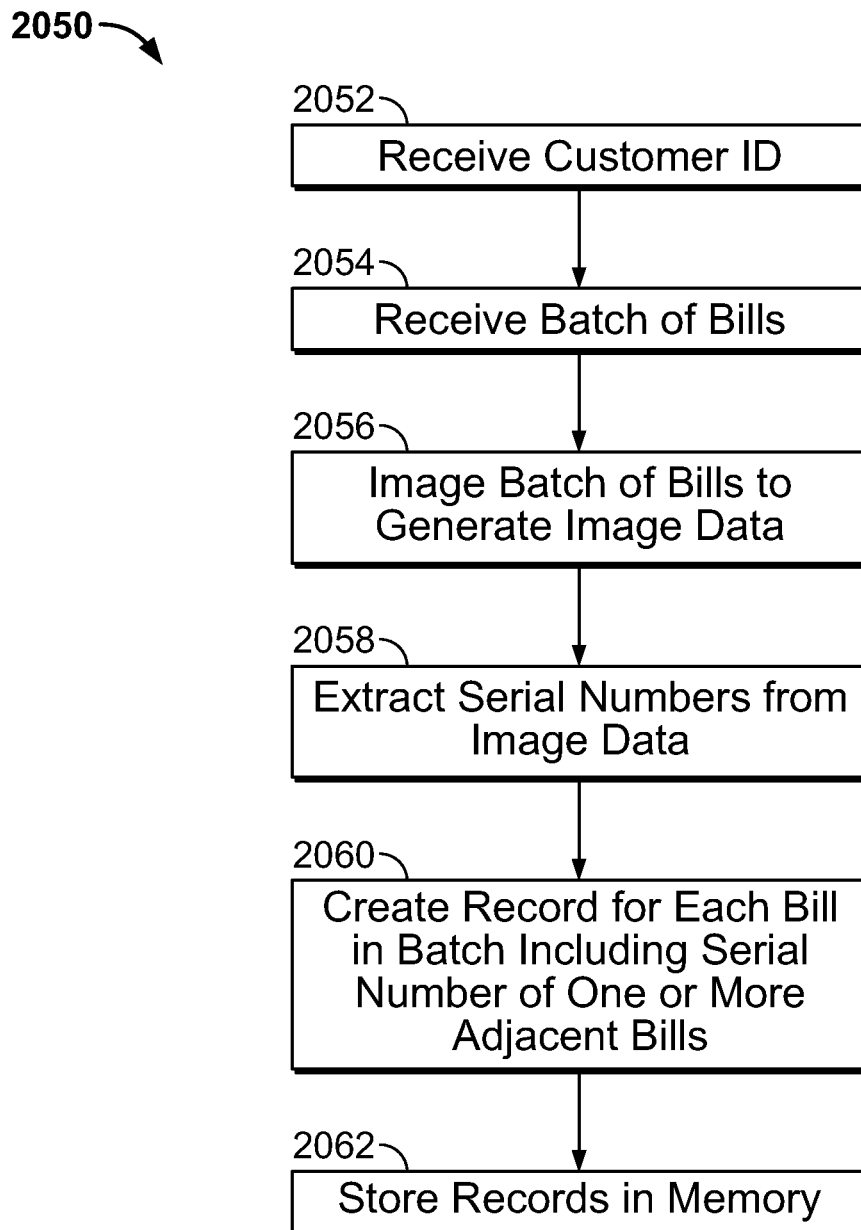 2050
2052
Receive Customer ID
2054
Receive Batch of Bills
2056
Image Batch of Bills to
Generate Image Data
2058
Extract Serial Numbers from
Image Data
2060
Create Record for Each Bill
in Batch Including Serial
Number of One or More
Adjacent Bills
2062
Store Records in Memory